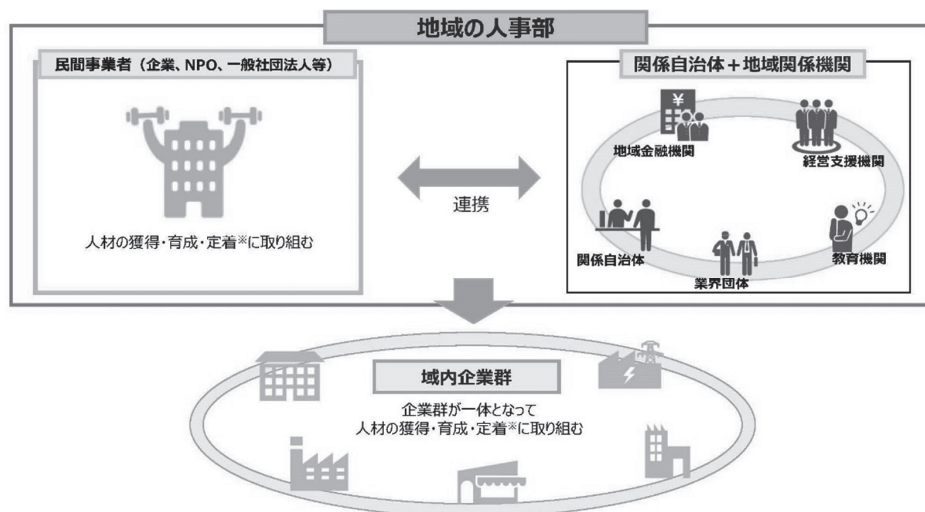 地域の人事部
民間事業者（企業、NPO、一般社団法人等）
人材の獲得・育成・定着※に取り組む
連携
関係自治体＋地域関係機関
¥
地域金融機関
経営支援機関
関係自治体
業界団体
教育機関
域内企業群
企業群が一体となって
人材の獲得・育成・定着※に取り組む